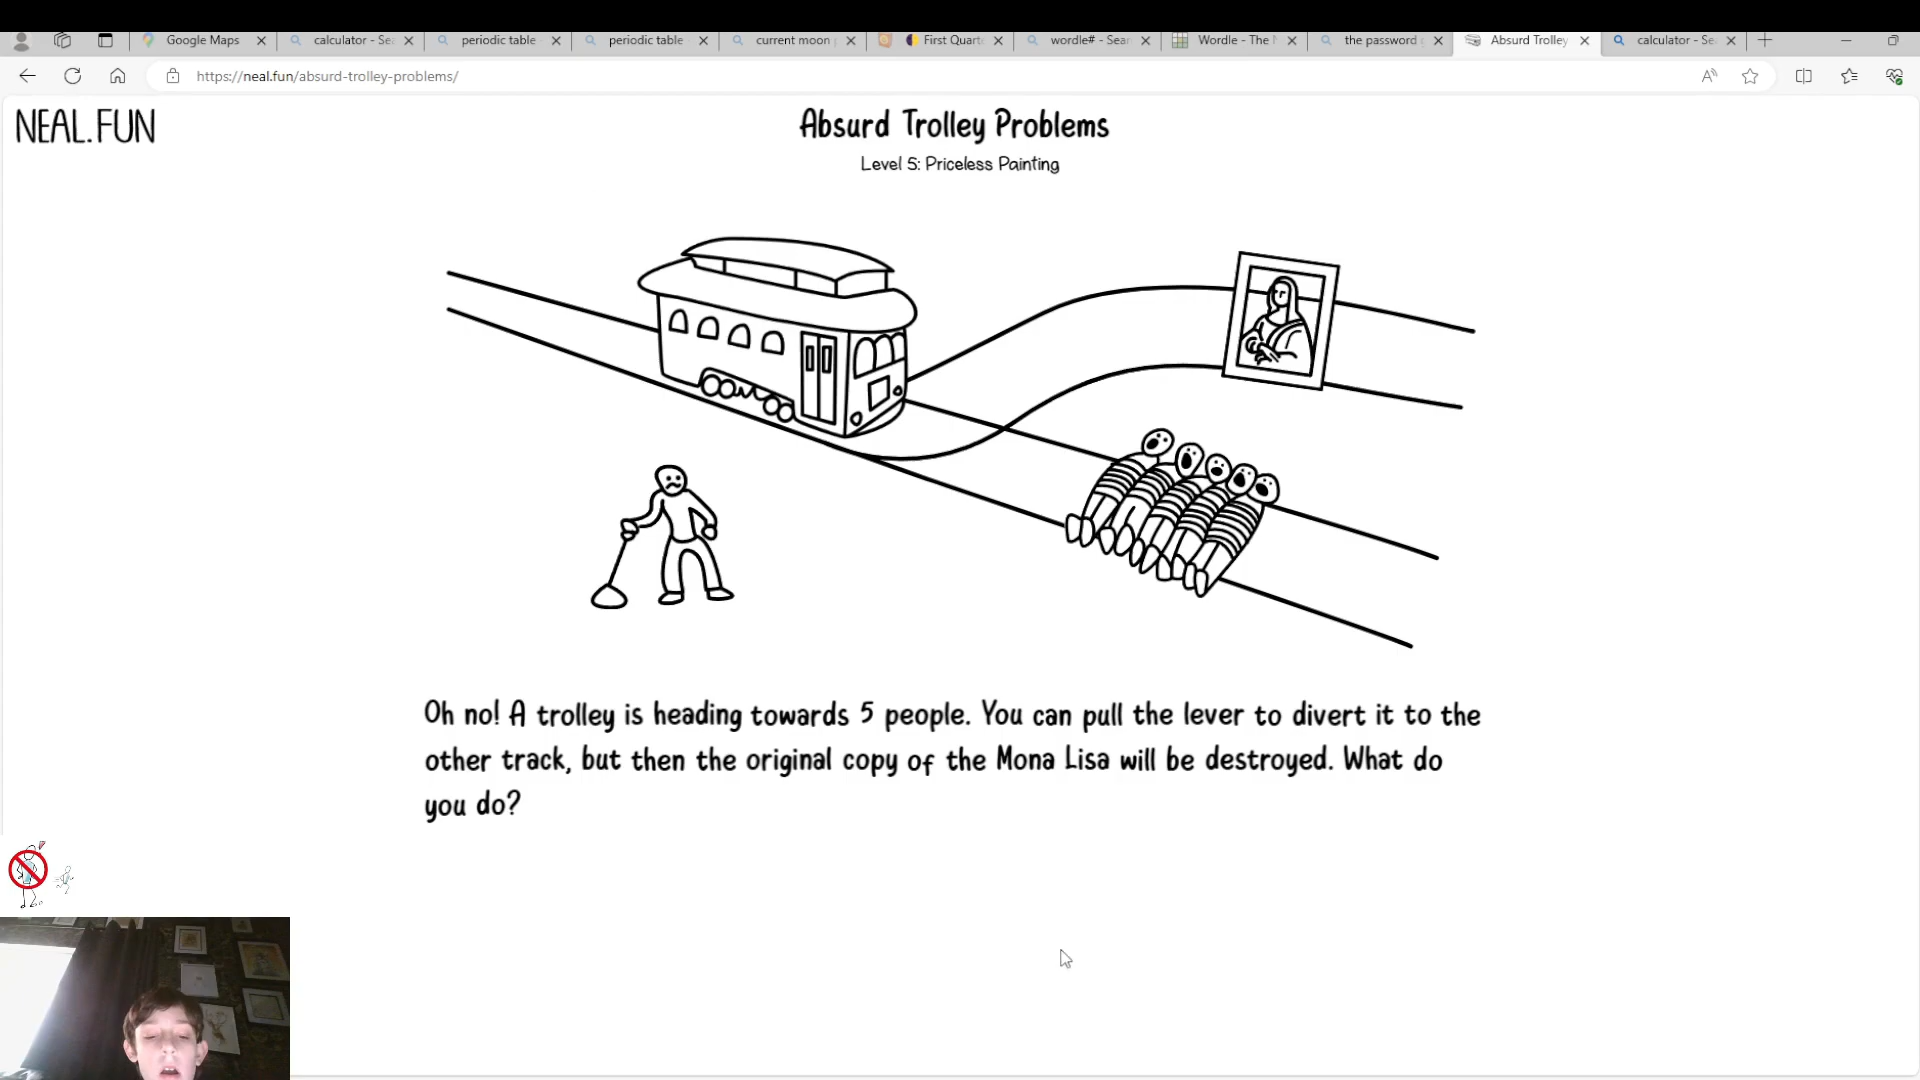 Google Maps
calculator - Se
periodic table
periodic table
current moon p
First Quart
wordle# - Sear
Wordle - The N
the password g
Absurd Trolley
calculator - Se
https://neal.fun/absurd-trolley-problems/
NEAL.FUN
Absurd Trolley Problems
Level 5: Priceless Painting
Oh no! A trolley is heading towards 5 people. You can pull the lever to divert it to the
other track, but then the original copy of the Mona Lisa will be destroyed. What do
you do?